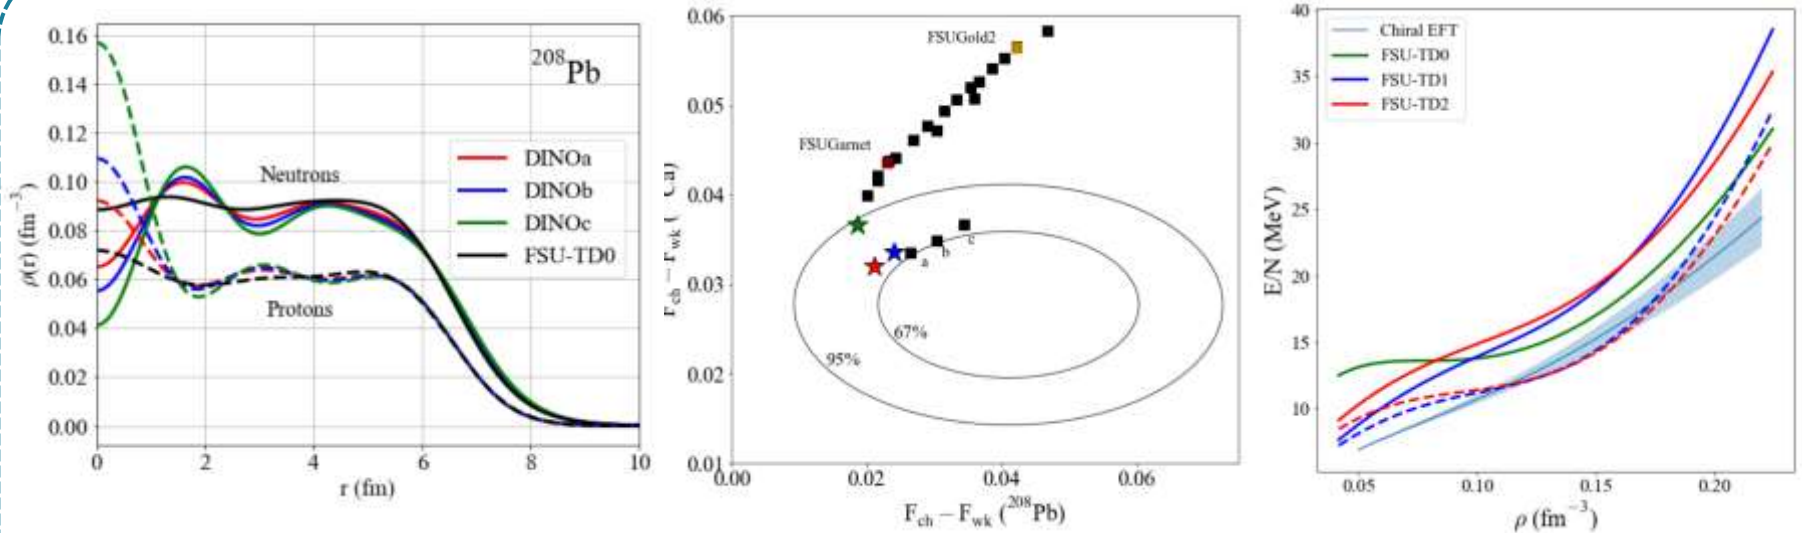 0.16
0.14
0.12
0.10
0.08
0.06
0.04
0.02
0.00
ρ(r) (fm⁻³)
²⁰⁸Pb
Neutrons
Protons
DINOa
DINOb
DINOc
FSU-TD0
0 2 4 6 8 10
r (fm)
0.06
0.05
0.04
0.03
0.02
0.01
F_ch − F_wk ( Ca)
FSUGold2
FSUGarnet
a
b
c
67%
95%
0.00 0.02 0.04 0.06
F_ch − F_wk (²⁰⁸Pb)
40
35
30
25
20
15
10
E/N (MeV)
Chiral EFT
FSU-TD0
FSU-TD1
FSU-TD2
0.05 0.10 0.15 0.20
ρ (fm⁻³)